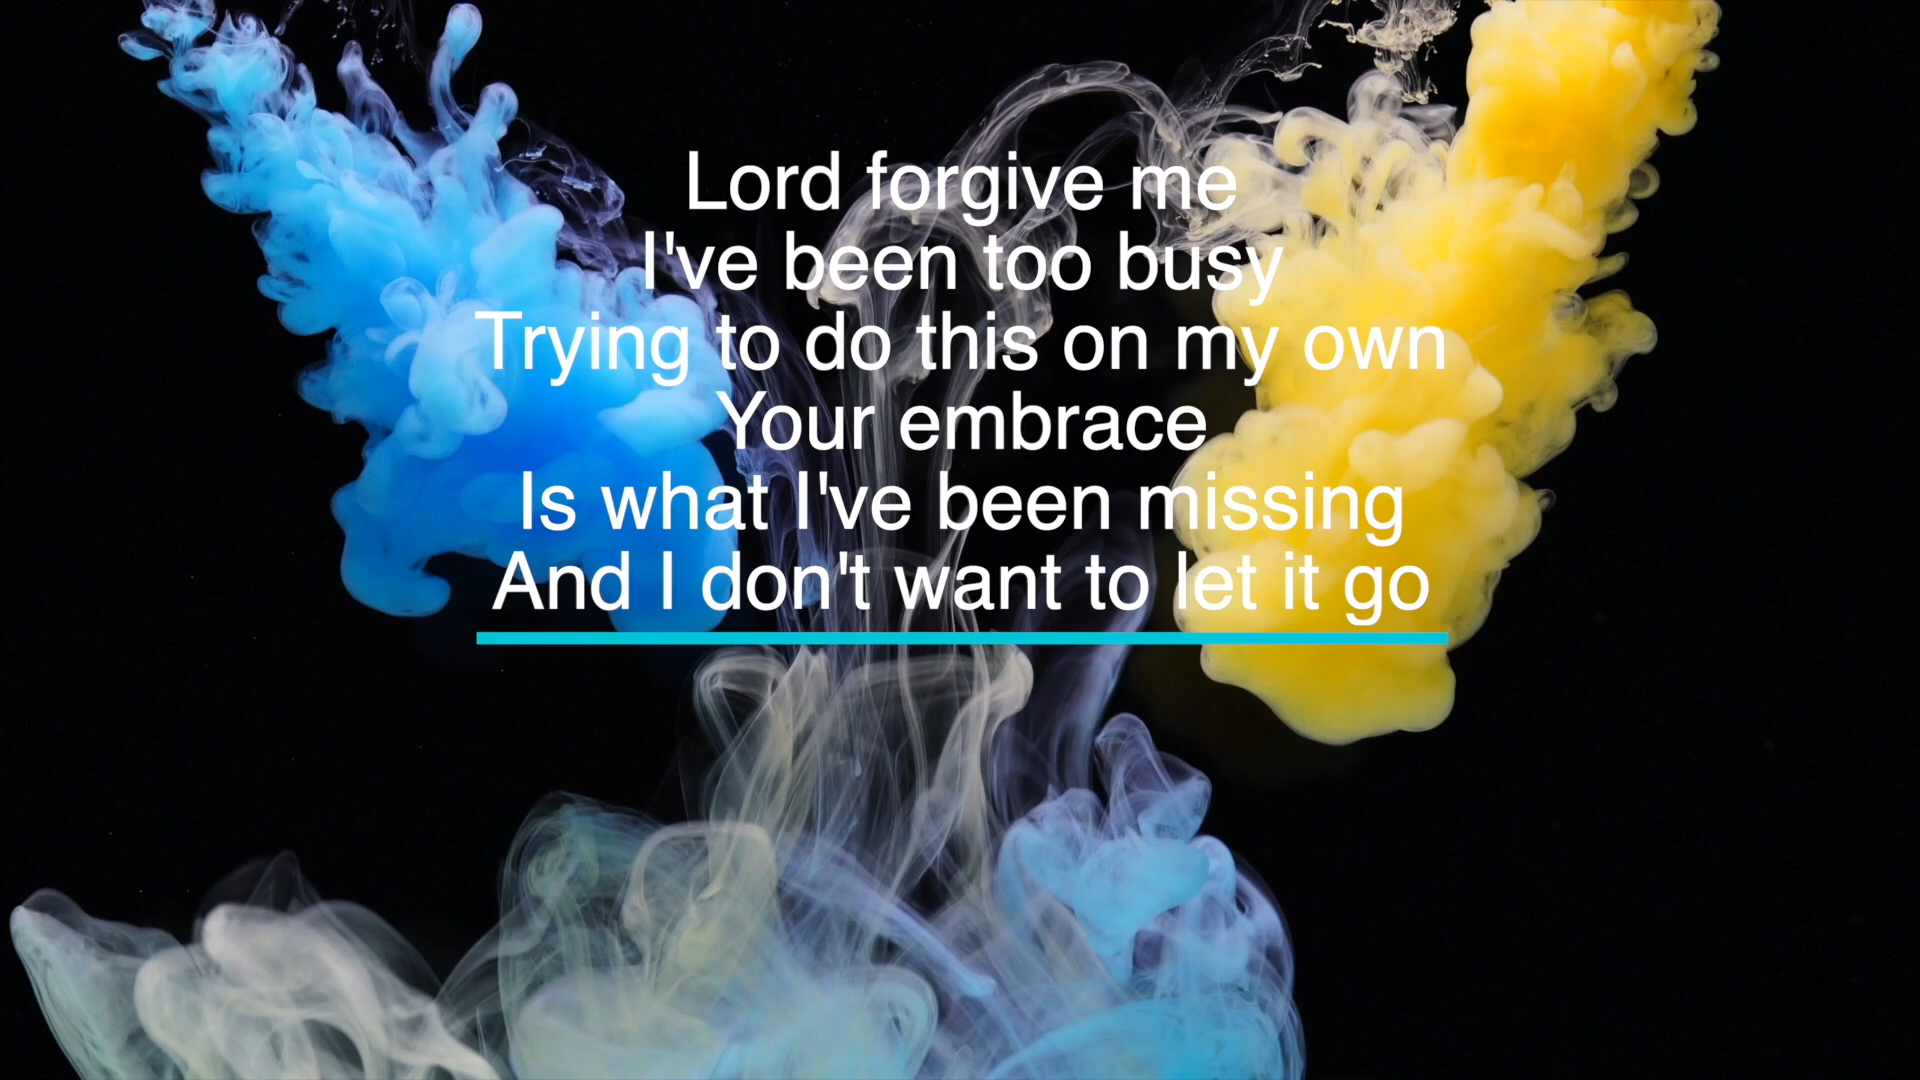 Lord forgive me
I've been too busy
Trying to do this on my own
Your embrace
Is what I've been missing
And I don't want to let it go